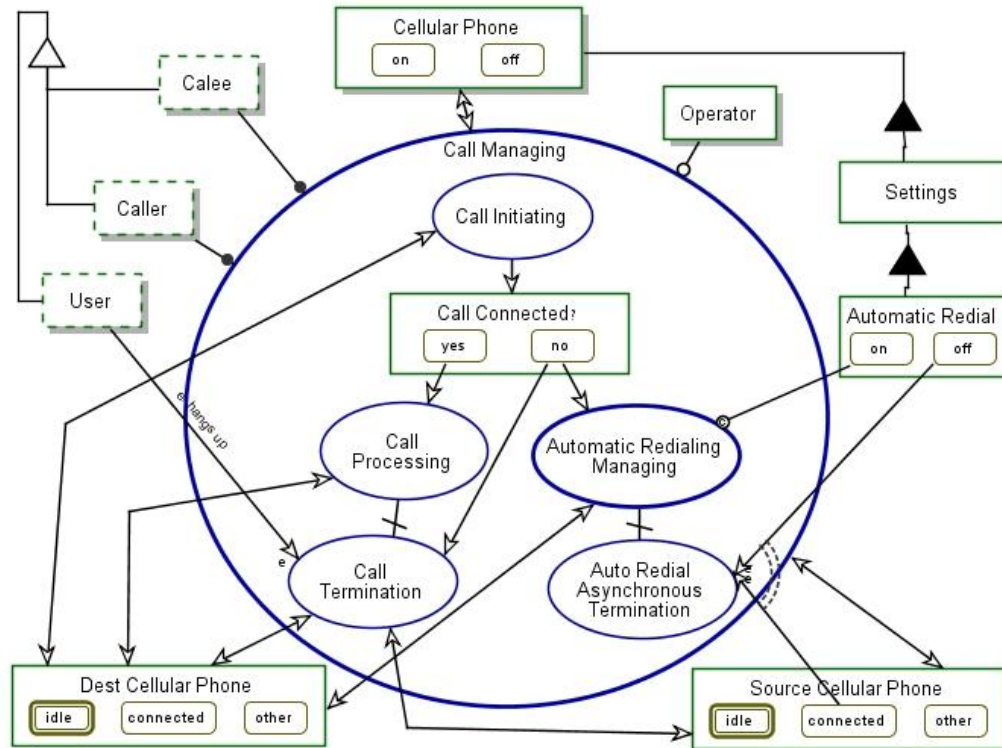 Cellular Phone
on off
Calee
Operator
Call Managing
Caller
Call Initiating
Settings
User
Call Connected?
yes no
Automatic Redial
on off
e: hangs up
Call
Processing
Automatic Redialing
Managing
©
e
Call
Termination
Auto Redial
Asynchronous
Termination
e
e
Dest Cellular Phone
idle connected other
Source Cellular Phone
idle connected other